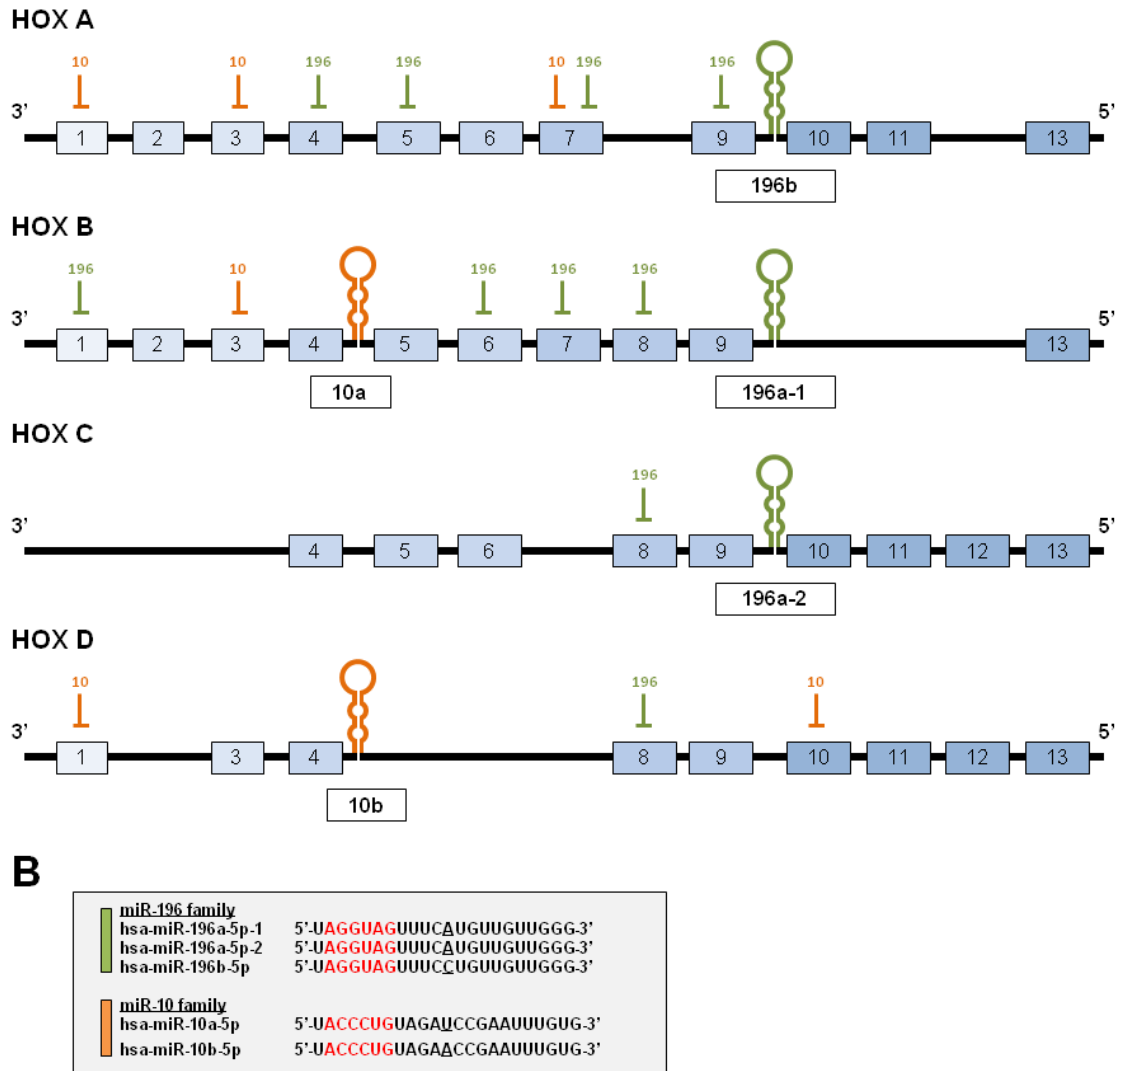 HOX A
10 10 196 196 10 196 196
3’ 5’
1 2 3 4 5 6 7 9 10 11 13
196b
HOX B
196 10 196 196 196
3’ 5’
1 2 3 4 5 6 7 8 9 13
10a 196a-1
HOX C
196
3’ 5’
4 5 6 8 9 10 11 12 13
196a-2
HOX D
10 196 10
3’ 5’
1 3 4 8 9 10 11 12 13
10b
B
miR-196 family
hsa-miR-196a-5p-1 5’-UAGGUAGUUUCAUGUUGUUGGG-3’
hsa-miR-196a-5p-2 5’-UAGGUAGUUUCAUGUUGUUGGG-3’
hsa-miR-196b-5p 5’-UAGGUAGUUUCCUGUUGUUGGG-3’
miR-10 family
hsa-miR-10a-5p 5’-UACCCUGUAGAUCCGAAUUUGUG-3’
hsa-miR-10b-5p 5’-UACCCUGUAGAACCGAAUUUGUG-3’